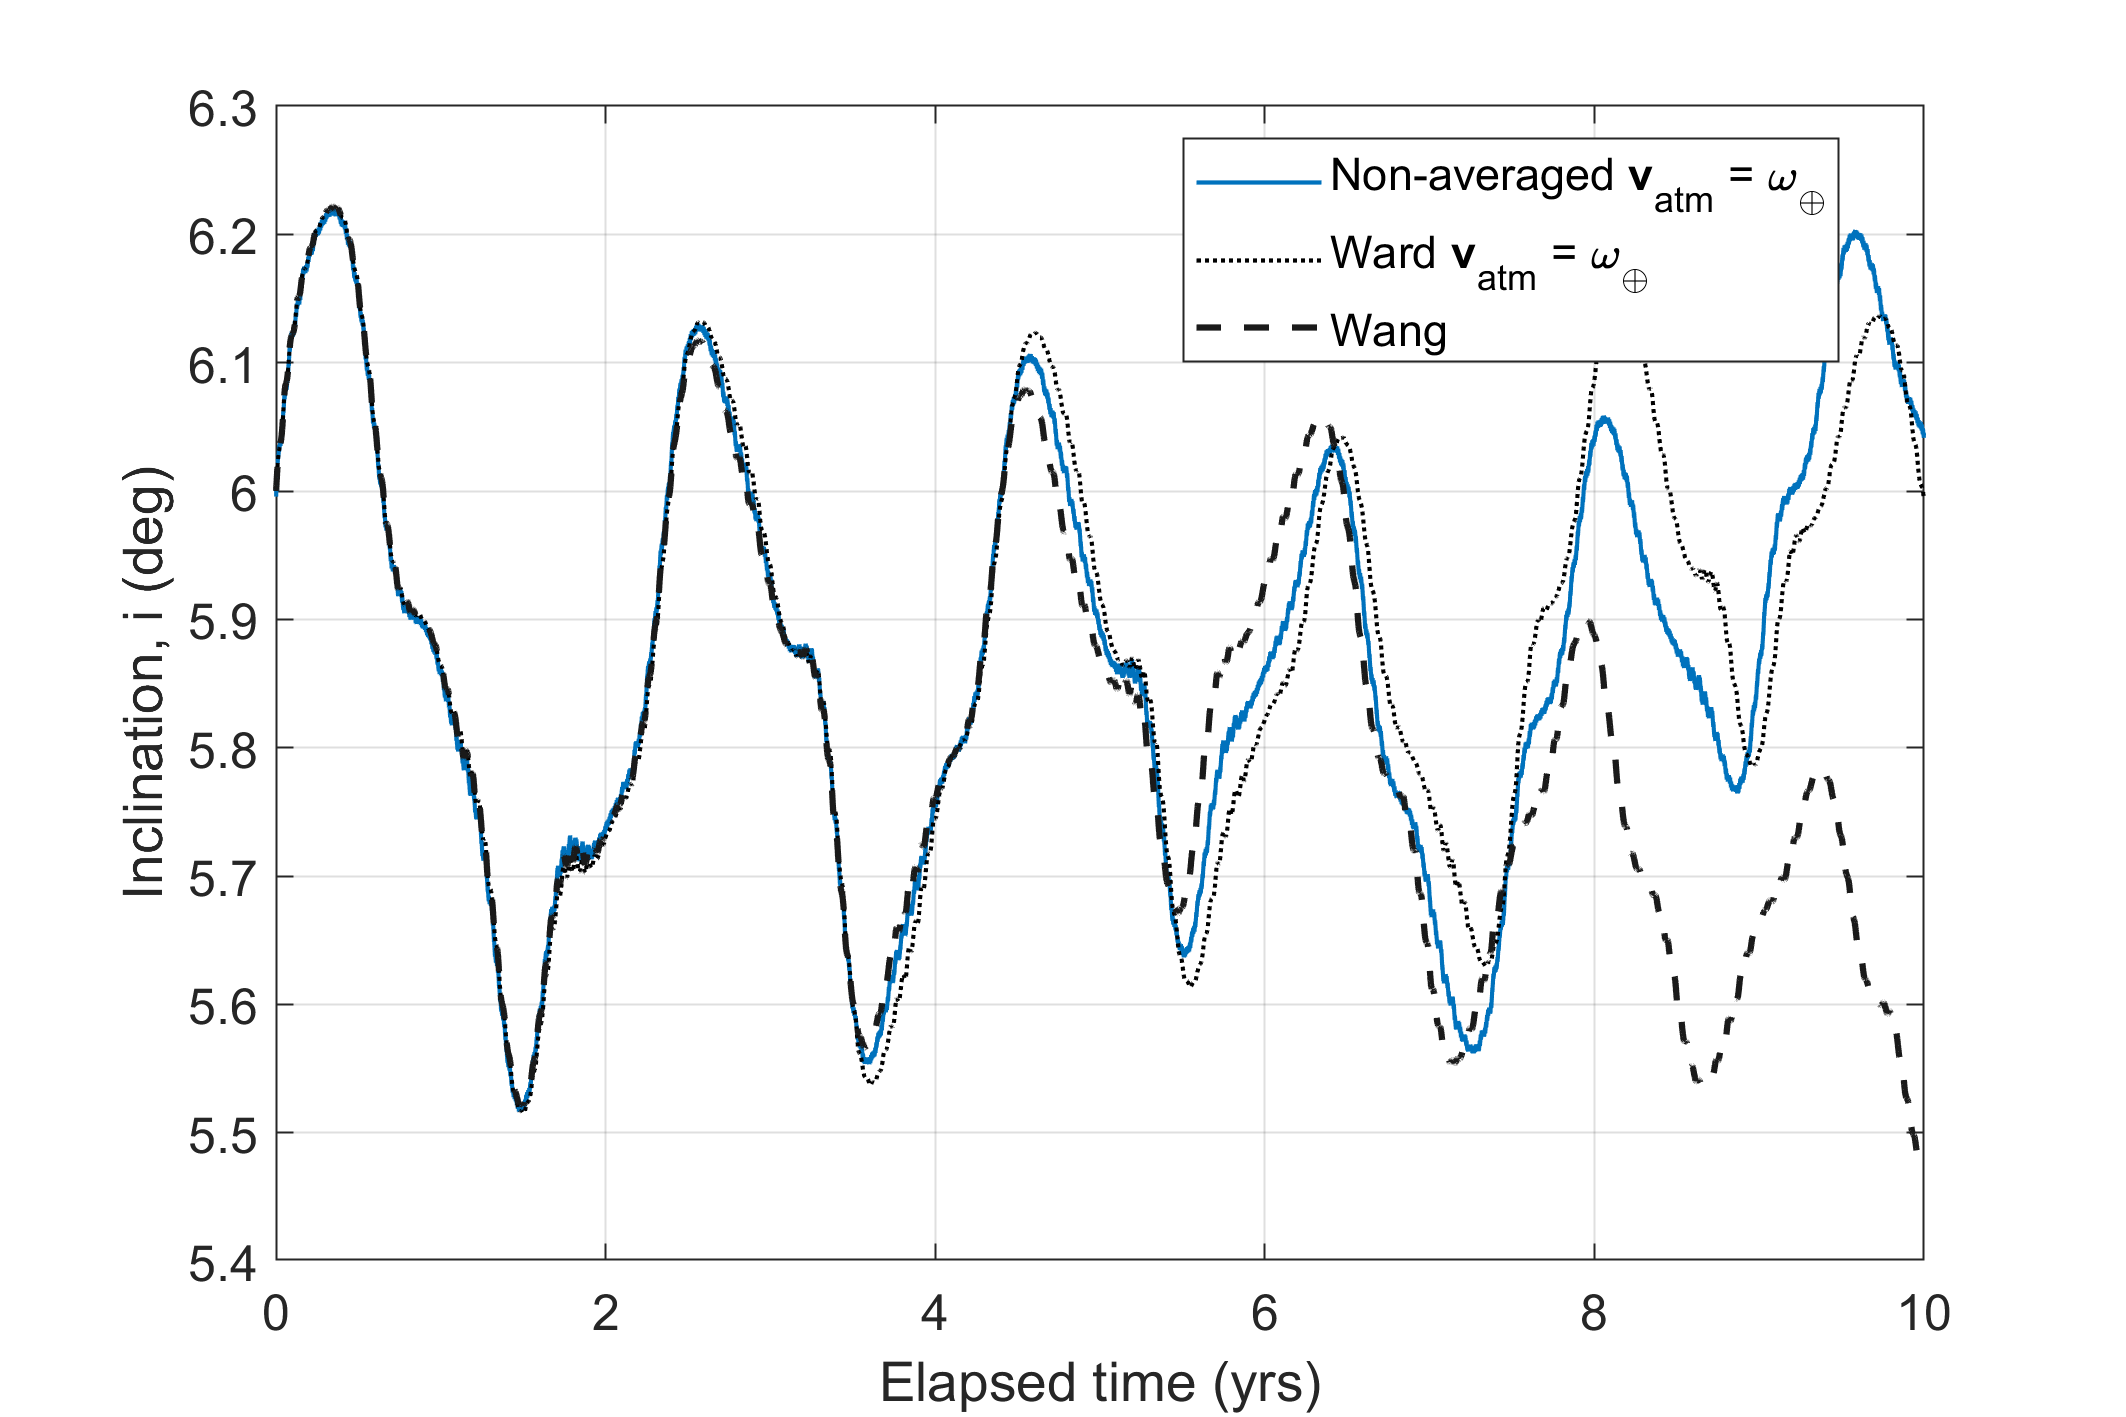 6.3
6.2
6.1
6
5.9
5.8
5.7
5.6
5.5
5.4
Inclination, i (deg)
Non-averaged v_atm = ω_⊕
Ward v_atm = ω_⊕
Wang
0 2 4 6 8 10
Elapsed time (yrs)